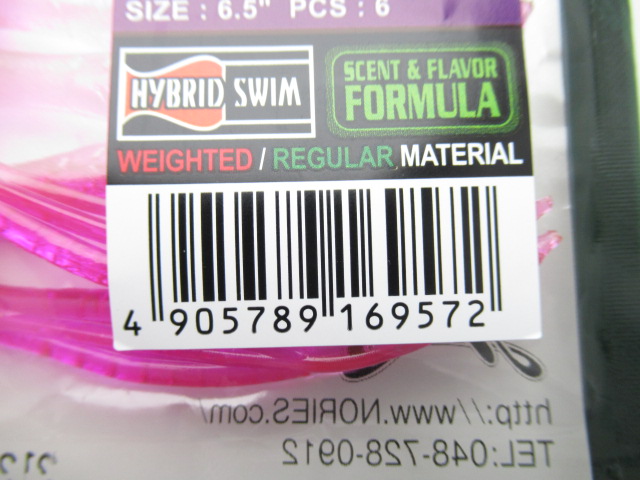 SIZE : 6.5" PCS : 6
HYBRID SWIM
SCENT & FLAVOR
FORMULA
WEIGHTED / REGULAR MATERIAL
4 905789 169572
http://www.NORIES.com/
TEL:048-728-0912